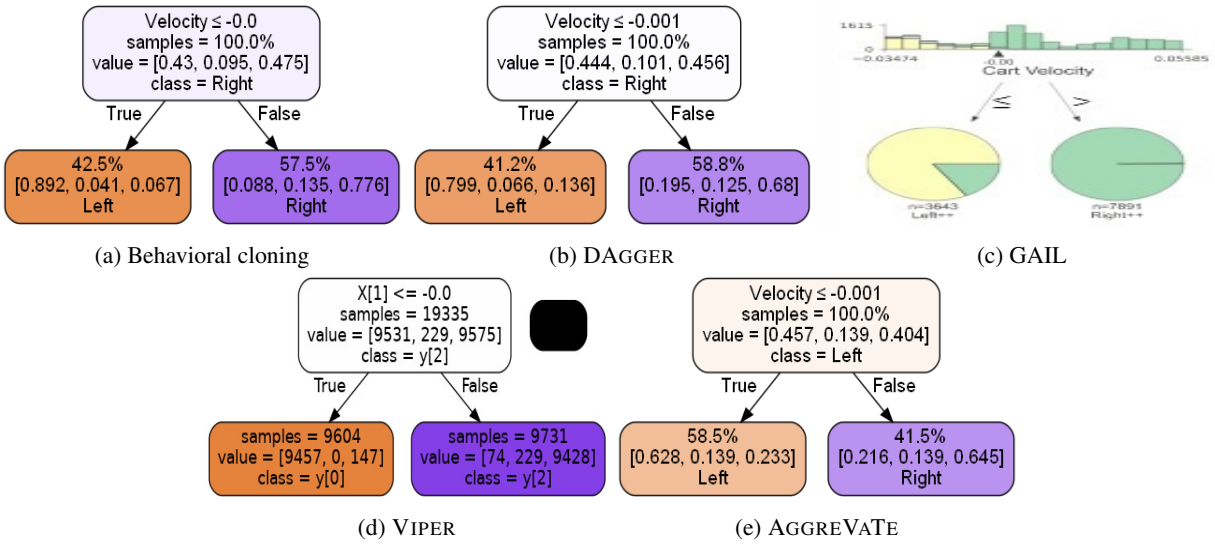 Velocity ≤ -0.0
samples = 100.0%
value = [0.43, 0.095, 0.475]
class = Right
True
False
42.5%
[0.892, 0.041, 0.067]
Left
57.5%
[0.088, 0.135, 0.776]
Right
(a) Behavioral cloning
Velocity ≤ -0.001
samples = 100.0%
value = [0.444, 0.101, 0.456]
class = Right
True
False
41.2%
[0.799, 0.066, 0.136]
Left
58.8%
[0.195, 0.125, 0.68]
Right
(b) DAGGER
1615
0
-0.03474
-0.00
0.05585
Cart Velocity
≤
>
n=3643
Left++
n=7891
Right++
(c) GAIL
X[1] <= -0.0
samples = 19335
value = [9531, 229, 9575]
class = y[2]
True
False
samples = 9604
value = [9457, 0, 147]
class = y[0]
samples = 9731
value = [74, 229, 9428]
class = y[2]
(d) VIPER
Velocity ≤ -0.001
samples = 100.0%
value = [0.457, 0.139, 0.404]
class = Left
True
False
58.5%
[0.628, 0.139, 0.233]
Left
41.5%
[0.216, 0.139, 0.645]
Right
(e) AGGREVATE